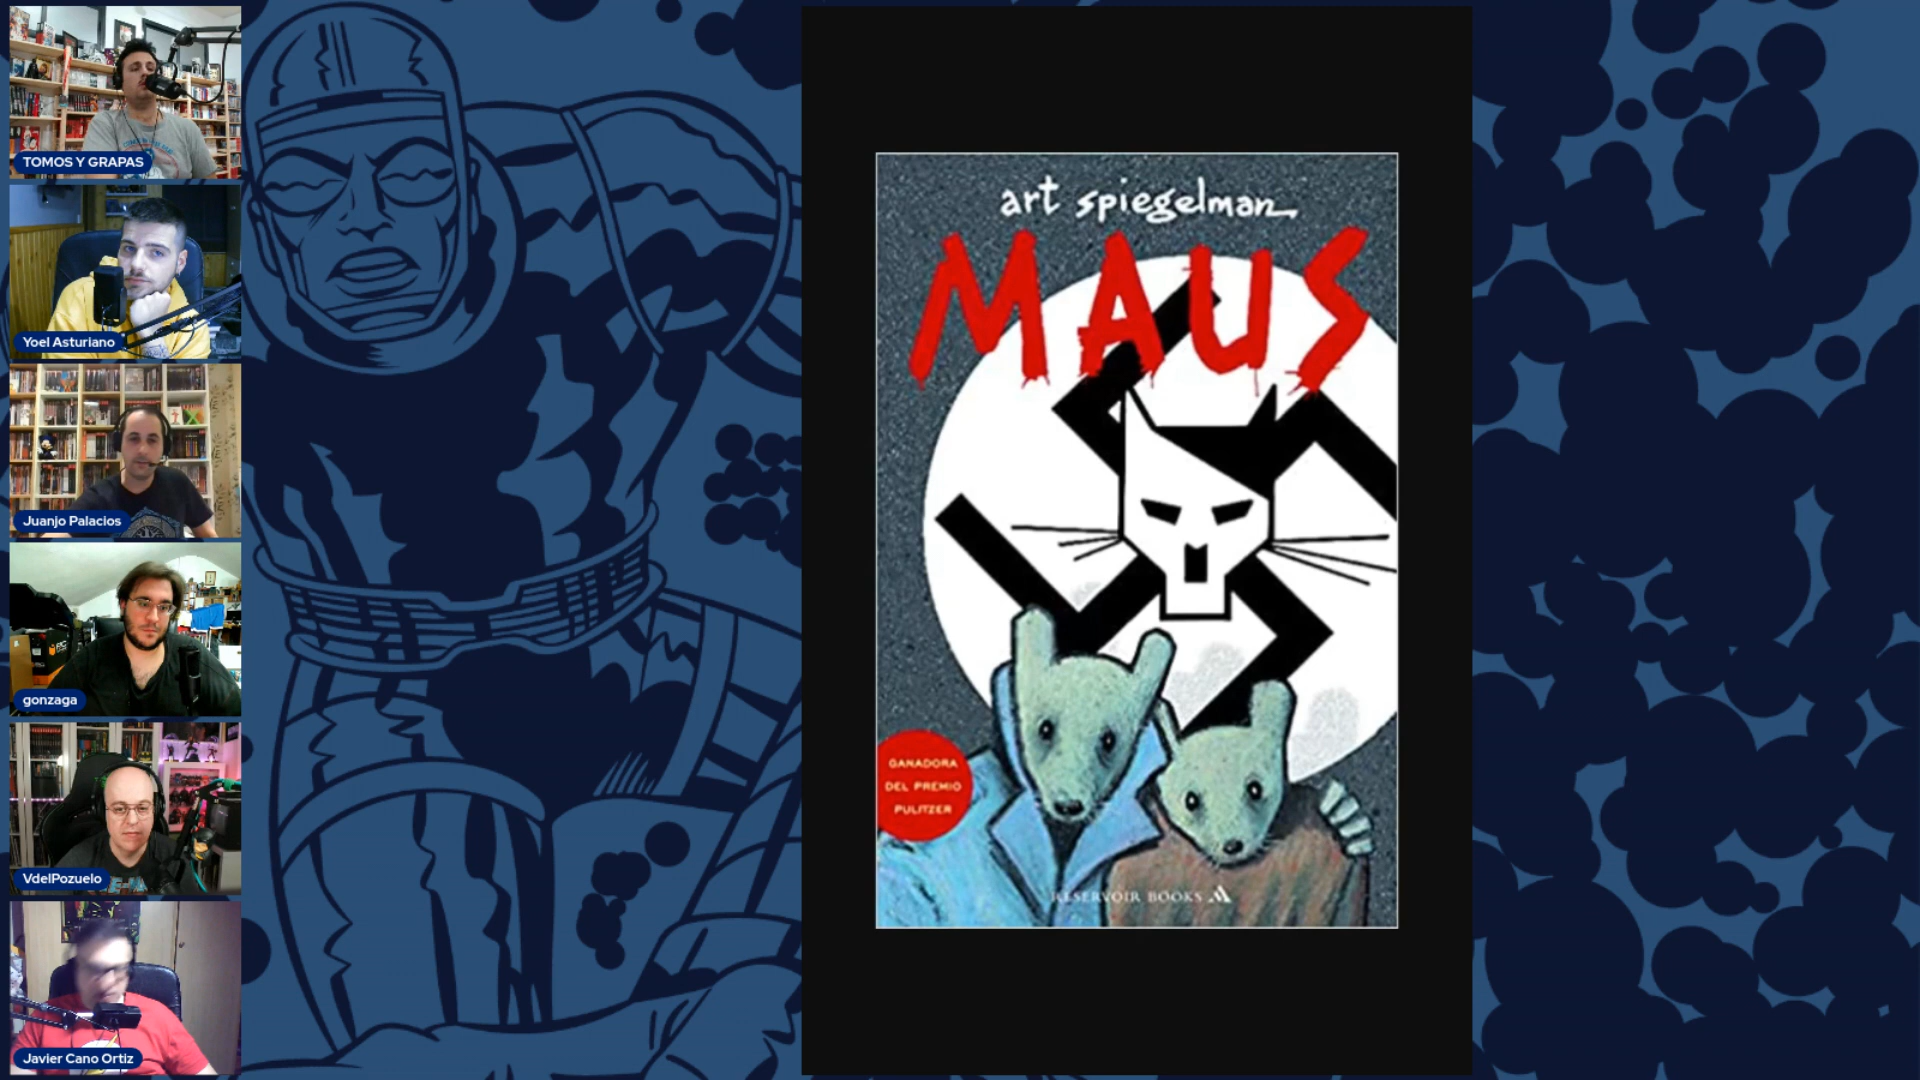 TOMOS Y GRAPAS
Yoel Asturiano
Juanjo Palacios
gonzaga
VdelPozuelo
Javier Cano Ortiz
art spiegelman
MAUS
GANADORA
DEL PREMIO
PULITZER
RESERVOIR BOOKS